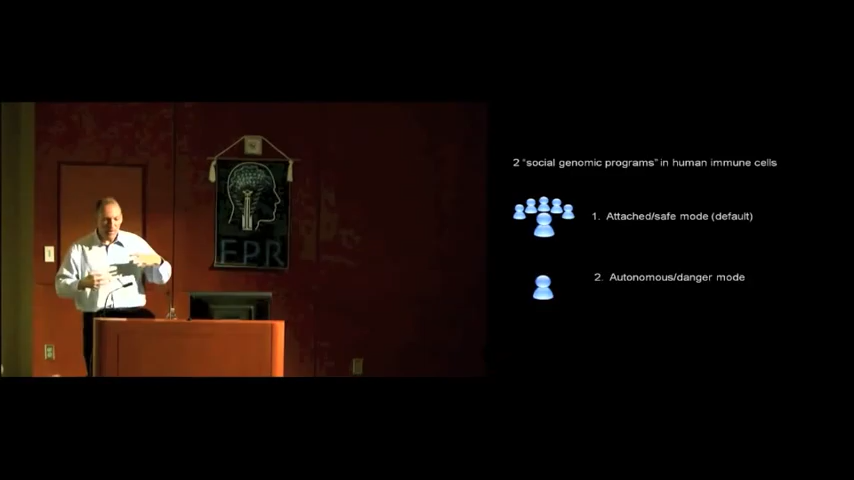 FPR
2 "social genomic programs" in human immune cells
1. Attached/safe mode (default)
2. Autonomous/danger mode